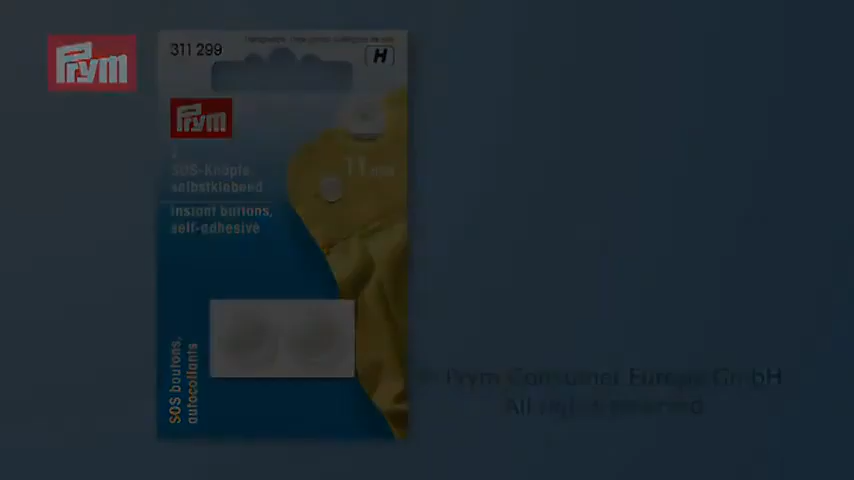 Prym
311 299
H
Prym
SOS-Knöpfe,
selbstklebend
11 mm
Instant buttons,
self-adhesive
SOS boutons,
autocollants
© Prym Consumer Europe GmbH
All rights reserved